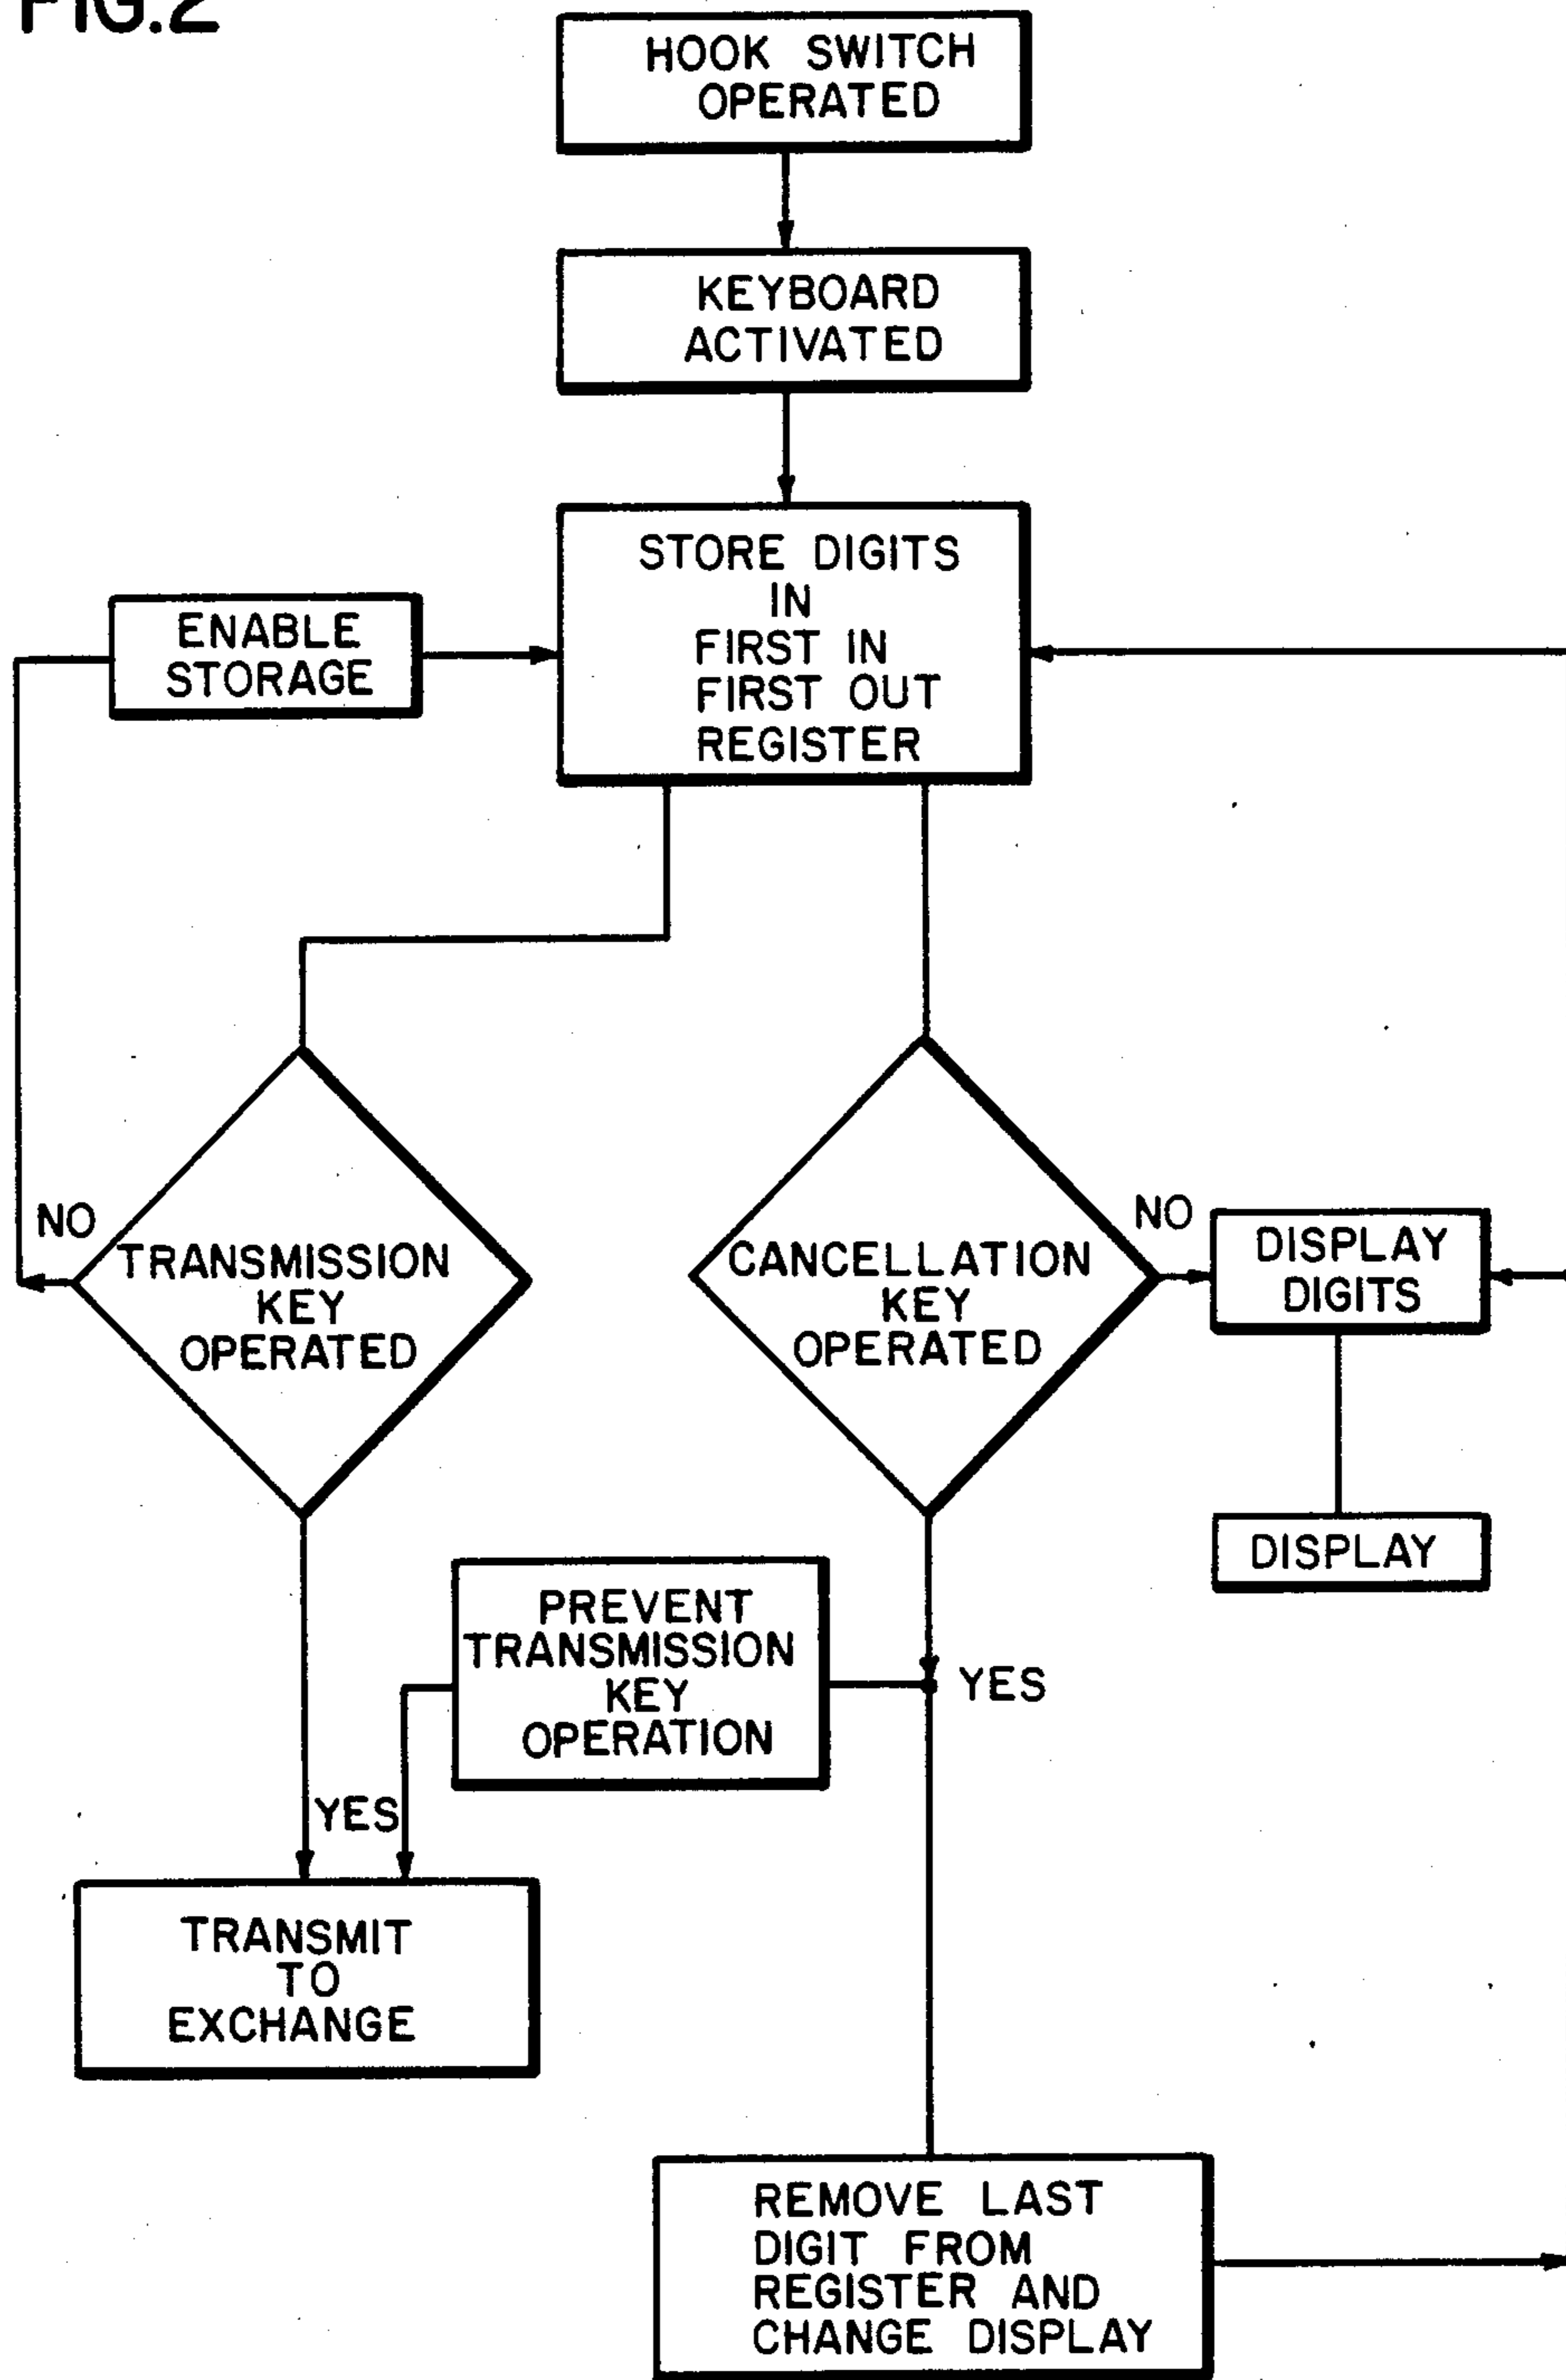 FIG.2
HOOK SWITCH
OPERATED
KEYBOARD
ACTIVATED
STORE DIGITS
IN
FIRST IN
FIRST OUT
REGISTER
ENABLE
STORAGE
NO
TRANSMISSION
KEY
OPERATED
CANCELLATION
KEY
OPERATED
NO
DISPLAY
DIGITS
DISPLAY
PREVENT
TRANSMISSION
KEY
OPERATION
YES
YES
TRANSMIT
TO
EXCHANGE
REMOVE LAST
DIGIT FROM
REGISTER AND
CHANGE DISPLAY